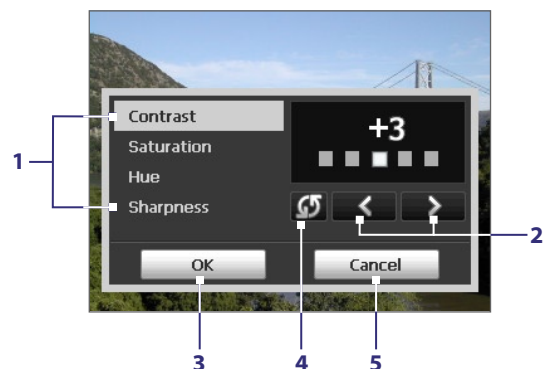 Contrast
+3
Saturation
Hue
1
Sharpness
2
OK
Cancel
3
4
5